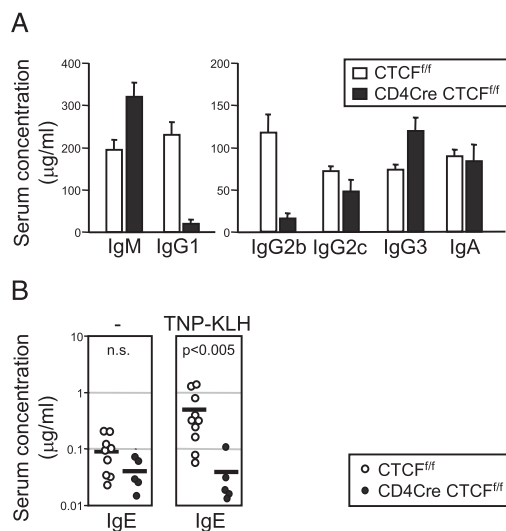 A
CTCF^f/f
CD4Cre CTCF^f/f
Serum concentration
(µg/ml)
400
300
200
100
0
IgM IgG1
200
150
100
50
0
IgG2b IgG2c IgG3 IgA
B
- TNP-KLH
Serum concentration
(µg/ml)
10
1
0.1
0.01
n.s.
p<0.005
IgE IgE
CTCF^f/f
CD4Cre CTCF^f/f